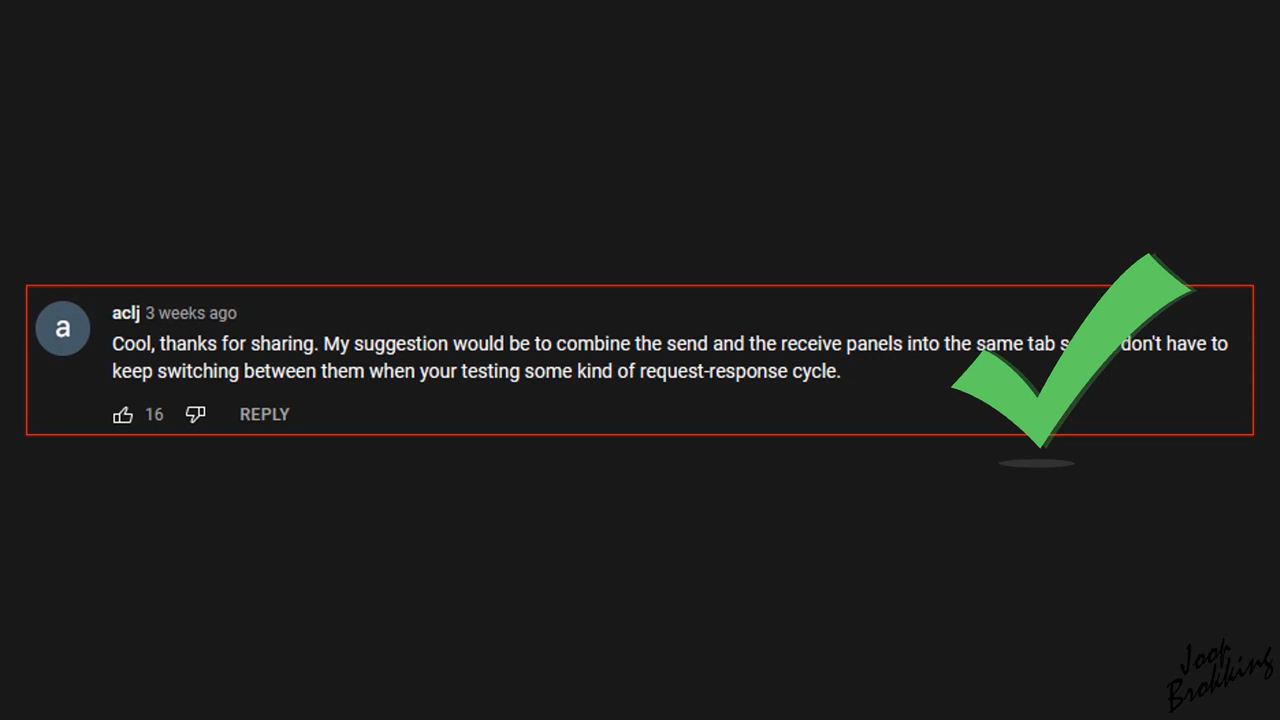 a
aclj 3 weeks ago
Cool, thanks for sharing. My suggestion would be to combine the send and the receive panels into the same tab don't have to
keep switching between them when your testing some kind of request-response cycle.
16 REPLY
Joop
Brokking